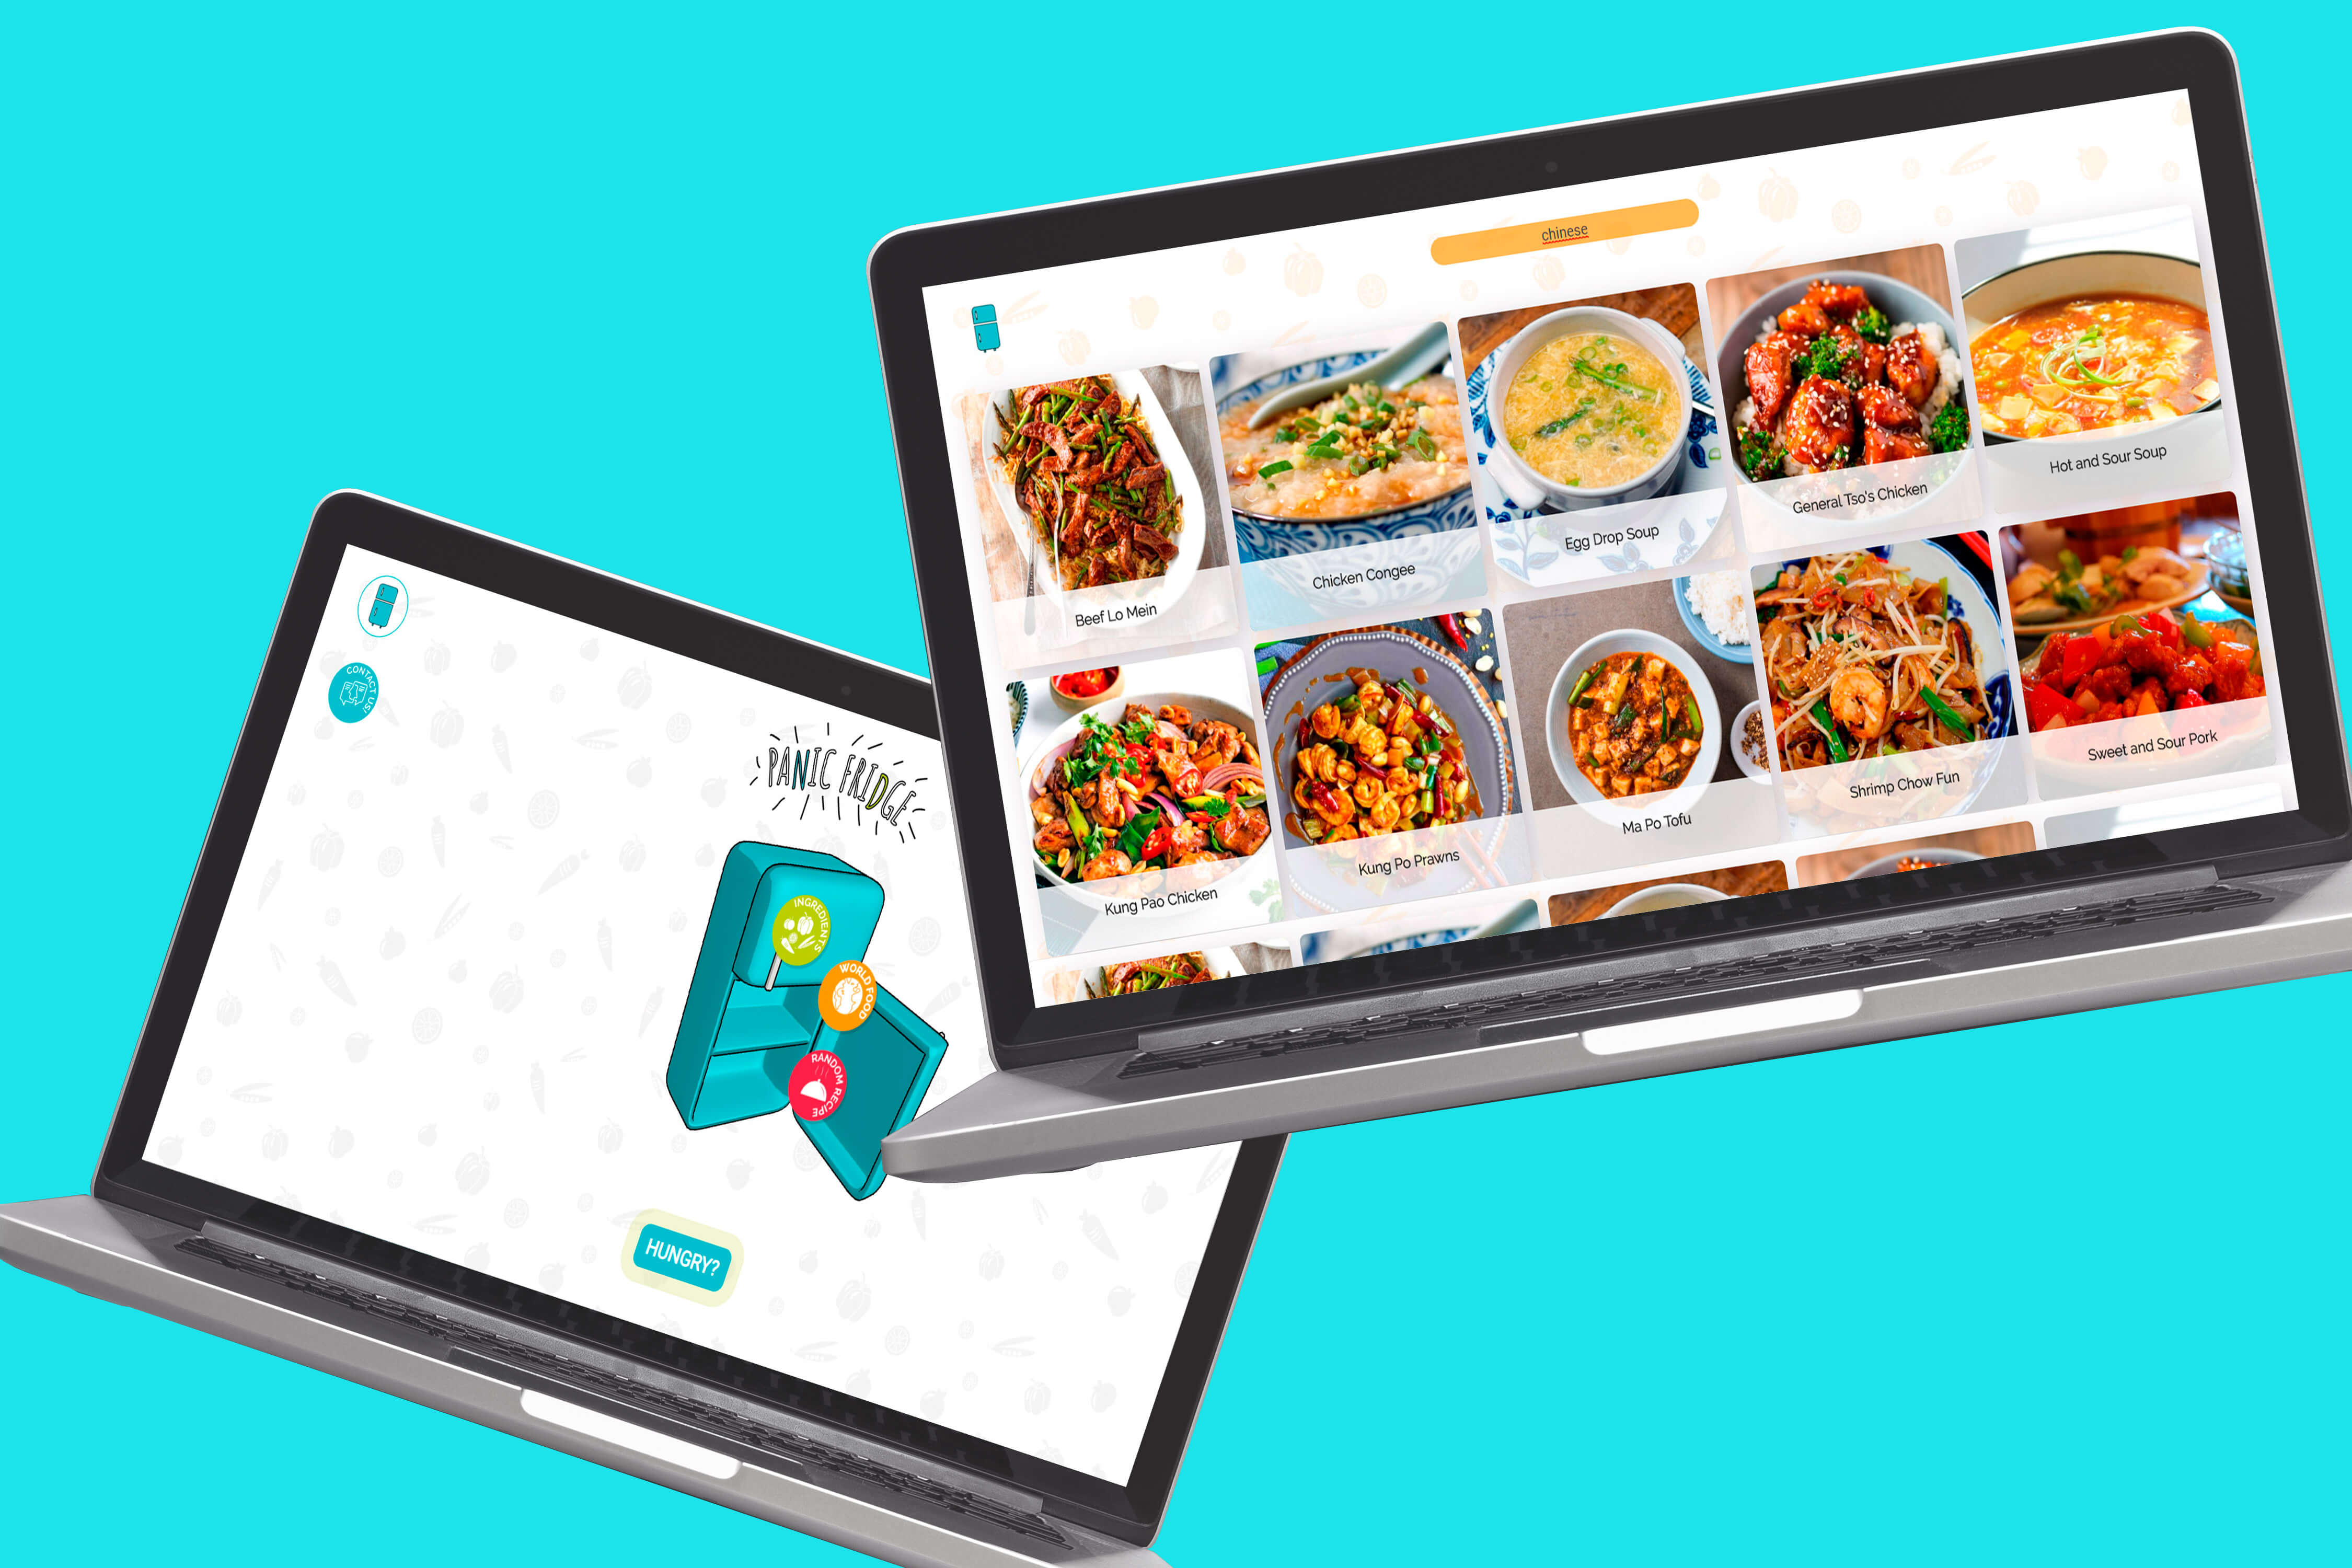 chinese
Beef Lo Mein
Chicken Congee
Egg Drop Soup
General Tso's Chicken
Hot and Sour Soup
Kung Pao Chicken
Kung Po Prawns
Ma Po Tofu
Shrimp Chow Fun
Sweet and Sour Pork
CONTACT US!
PANIC FRIDGE
INGREDIENTS
WORLD FOOD
RANDOM RECIPE
HUNGRY?